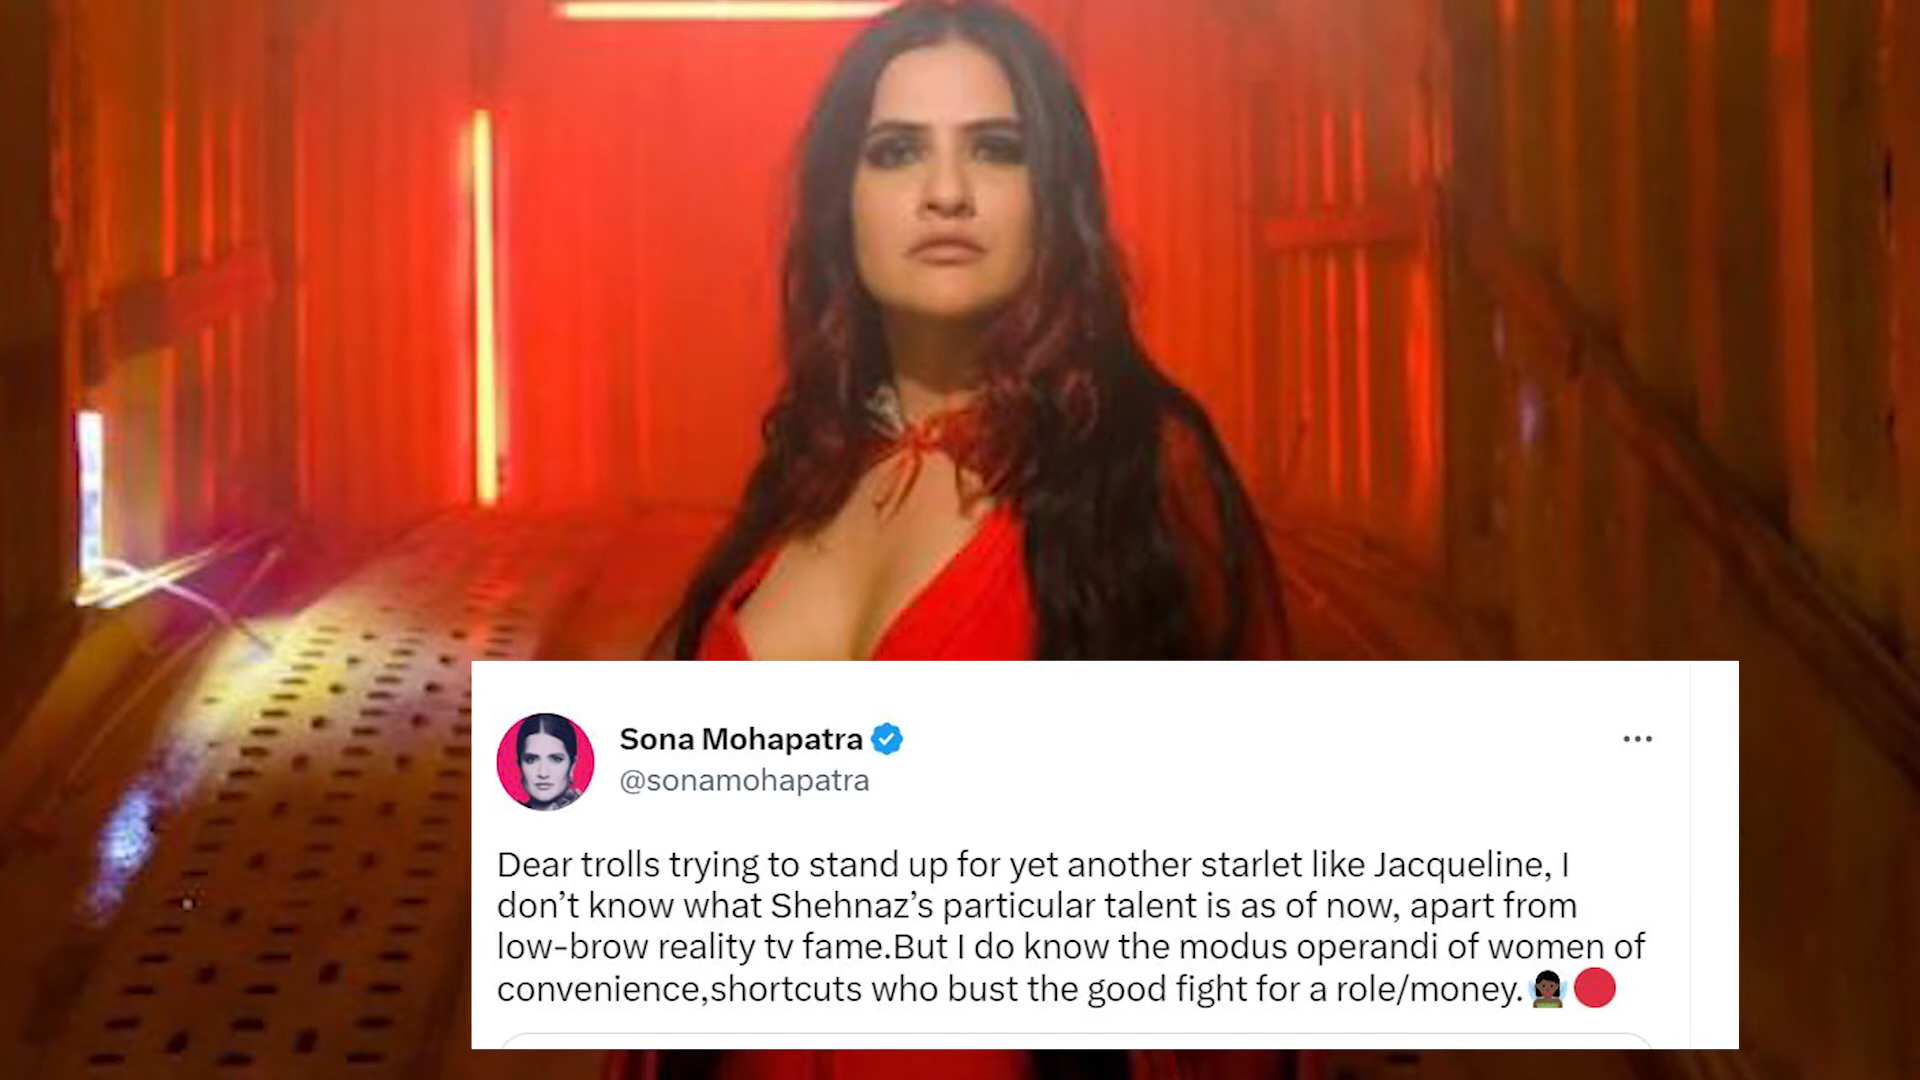 Sona Mohapatra
@sonamohapatra
Dear trolls trying to stand up for yet another starlet like Jacqueline, I
don’t know what Shehnaz’s particular talent is as of now, apart from
low-brow reality tv fame.But I do know the modus operandi of women of
convenience,shortcuts who bust the good fight for a role/money.